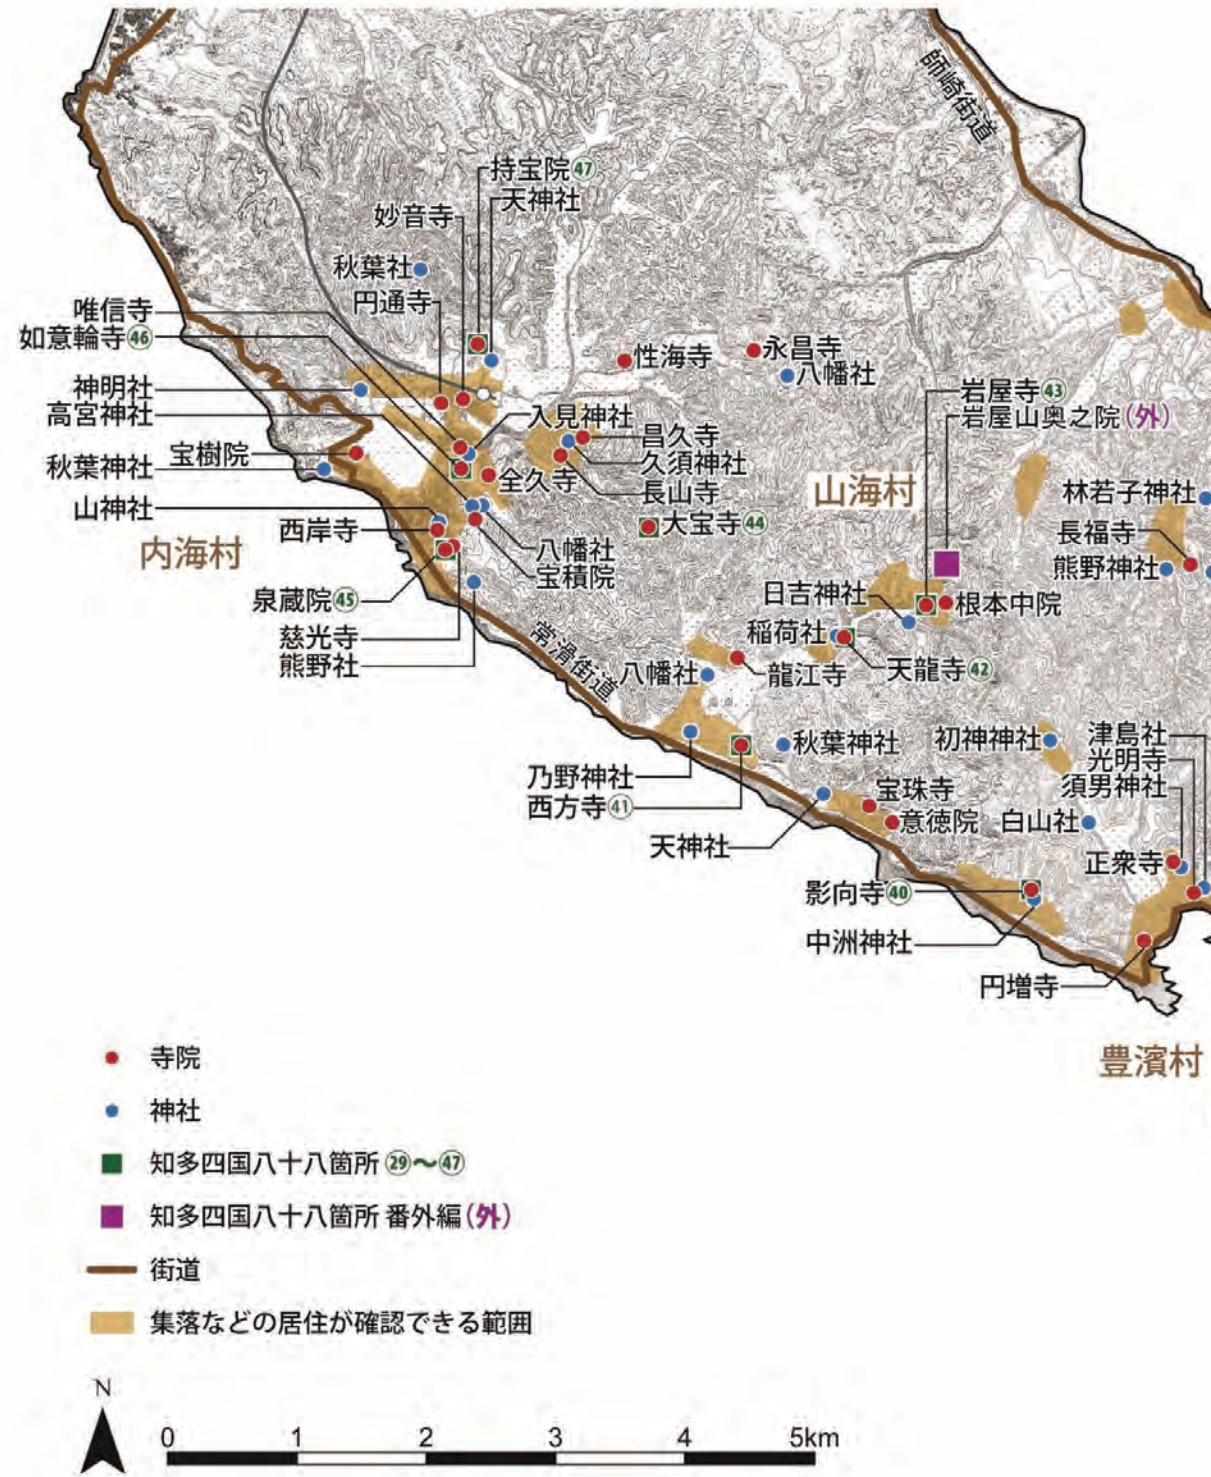 師崎街道
持宝院㊼
天神社
妙音寺
秋葉社
円通寺
唯信寺
如意輪寺㊻
性海寺
永昌寺
八幡社
神明社
高宮神社
入見神社
岩屋寺㊸
岩屋山奥之院(外)
宝樹院
秋葉神社
昌久寺
久須神社
全久寺
長山寺
山海村
林若子神社
山神社
西岸寺
大宝寺㊹
長福寺
内海村
八幡社
宝積院
熊野神社
泉蔵院㊺
日吉神社
根本中院
慈光寺
稲荷社
熊野社
常滑街道
八幡社
龍江寺
天龍寺㊷
秋葉神社
初神神社
津島社
光明寺
須男神社
乃野神社
西方寺㊶
宝珠寺
意徳院
白山社
天神社
正衆寺
影向寺㊵
中洲神社
円増寺
豊濱村
寺院
神社
知多四国八十八箇所 ㉙〜㊼
知多四国八十八箇所 番外編(外)
街道
集落などの居住が確認できる範囲
N
0 1 2 3 4 5km